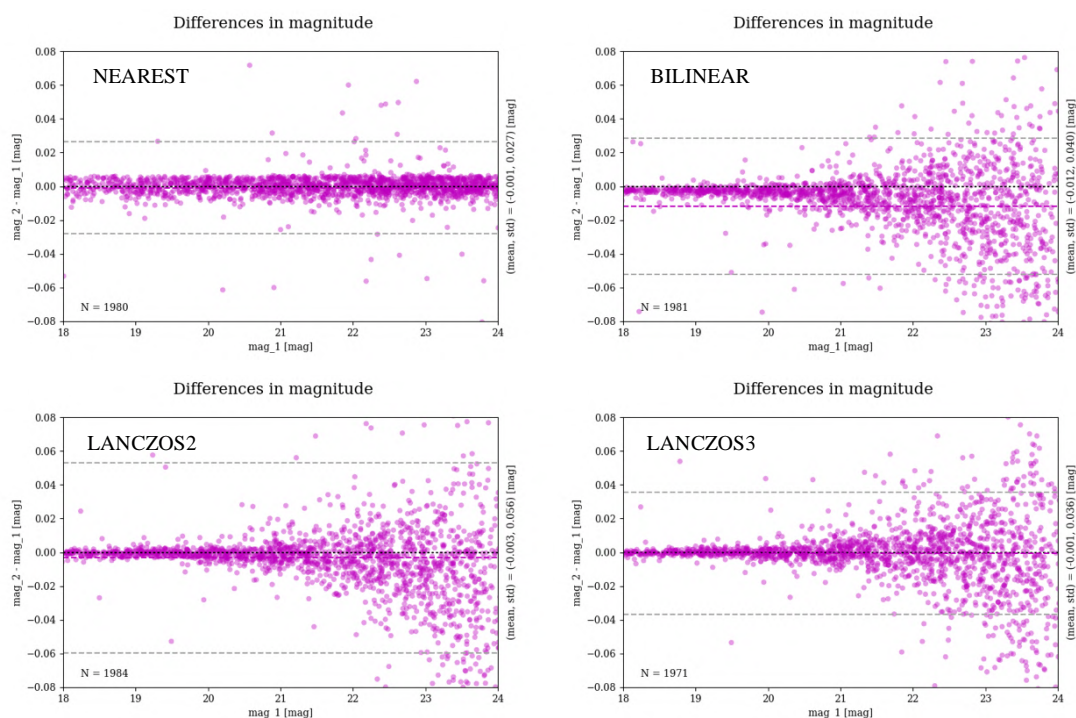 Differences in magnitude
NEAREST
0.08
0.06
0.04
0.02
0.00
−0.02
−0.04
−0.06
−0.08
mag_2 - mag_1 [mag]
N = 1980
18 19 20 21 22 23 24
mag_1 [mag]
(mean, std) = (-0.001, 0.027) [mag]
Differences in magnitude
BILINEAR
0.08
0.06
0.04
0.02
0.00
−0.02
−0.04
−0.06
−0.08
mag_2 - mag_1 [mag]
N = 1981
18 19 20 21 22 23 24
mag_1 [mag]
(mean, std) = (-0.012, 0.040) [mag]
Differences in magnitude
LANCZOS2
0.08
0.06
0.04
0.02
0.00
−0.02
−0.04
−0.06
−0.08
mag_2 - mag_1 [mag]
N = 1984
18 19 20 21 22 23 24
mag_1 [mag]
(mean, std) = (-0.003, 0.056) [mag]
Differences in magnitude
LANCZOS3
0.08
0.06
0.04
0.02
0.00
−0.02
−0.04
−0.06
−0.08
mag_2 - mag_1 [mag]
N = 1971
18 19 20 21 22 23 24
mag_1 [mag]
(mean, std) = (-0.001, 0.036) [mag]